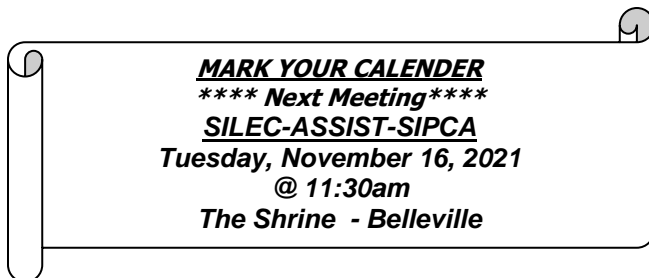 MARK YOUR CALENDER
**** Next Meeting****
SILEC-ASSIST-SIPCA
Tuesday, November 16, 2021
@ 11:30am
The Shrine - Belleville